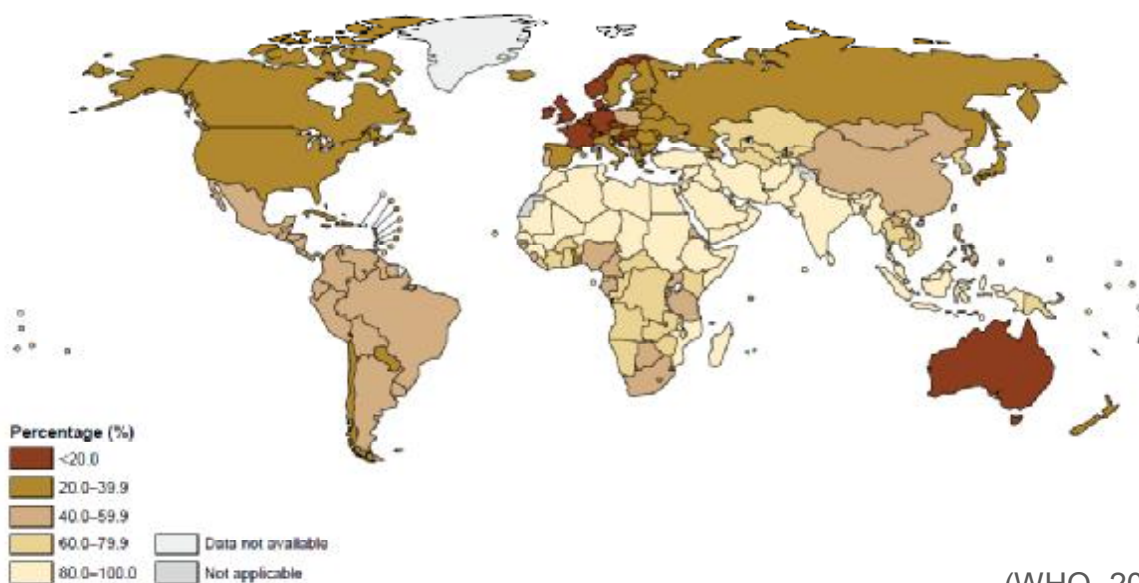 Percentage (%)
<20.0
20.0–39.9
40.0–59.9
60.0–79.9
80.0–100.0
Data not available
Not applicable
(WHO, 20